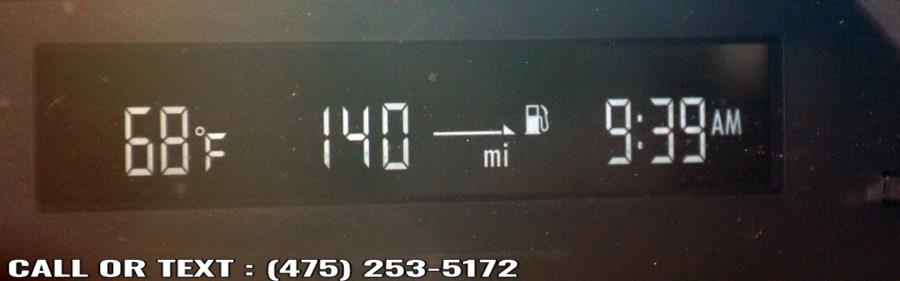 68°F 140 mi 9:39 AM
CALL OR TEXT : (475) 253-5172